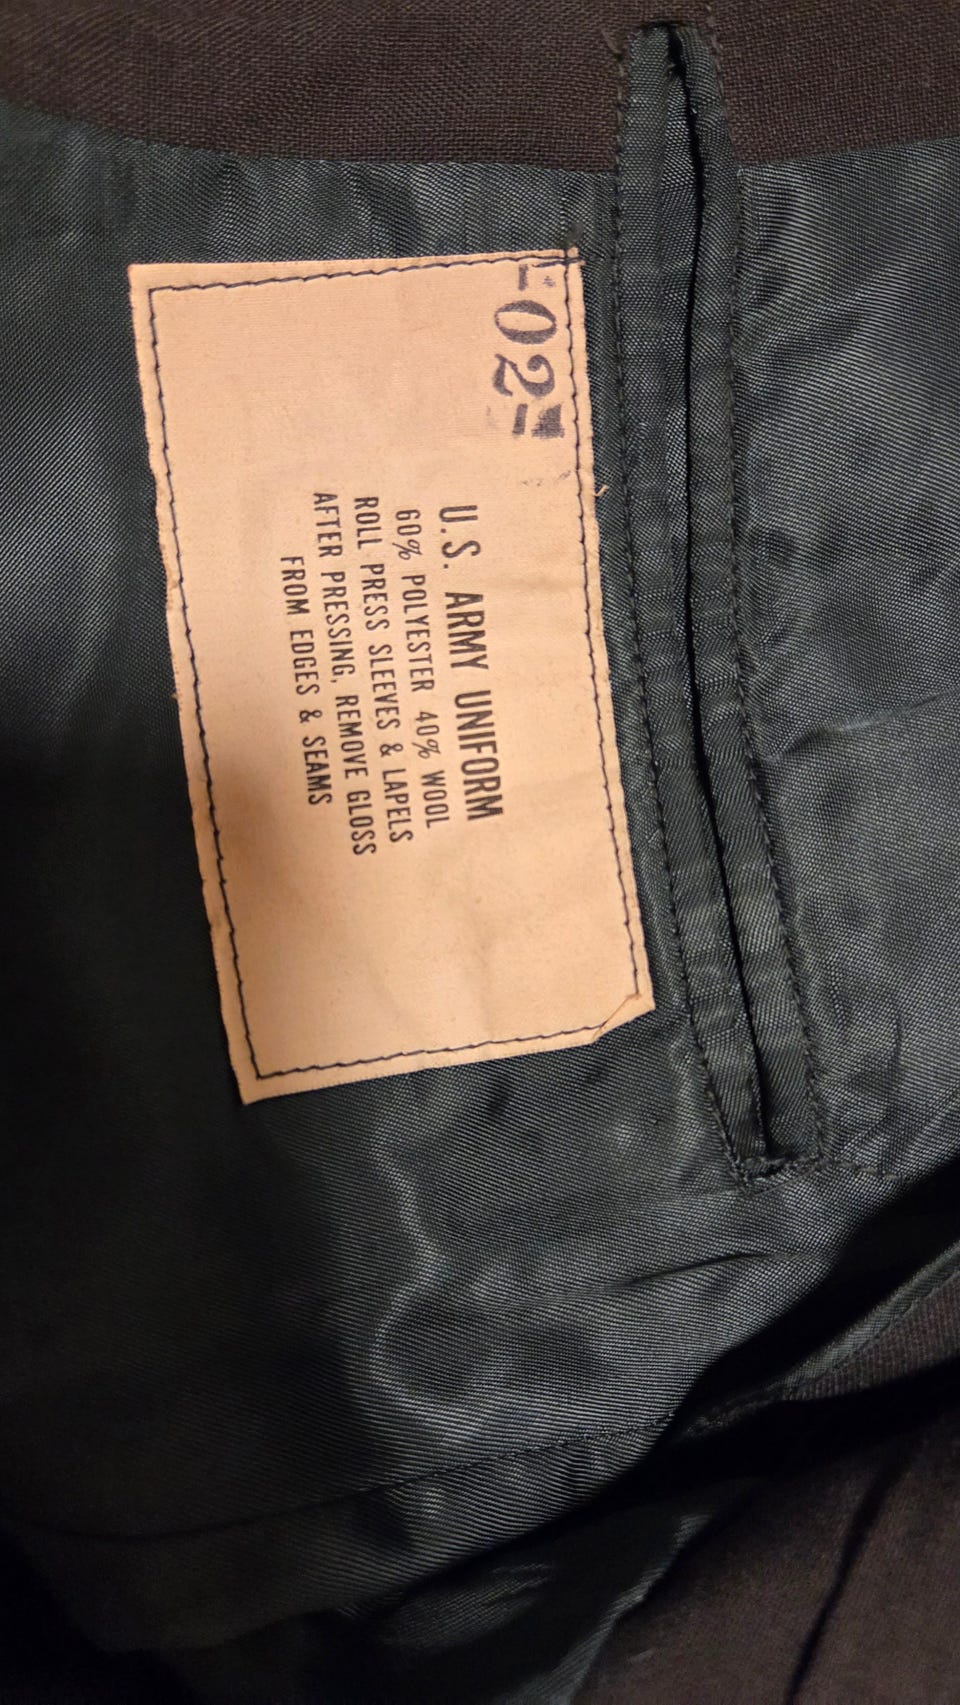 -02
U.S. ARMY UNIFORM
60% POLYESTER 40% WOOL
ROLL PRESS SLEEVES & LAPELS
AFTER PRESSING, REMOVE GLOSS
FROM EDGES & SEAMS